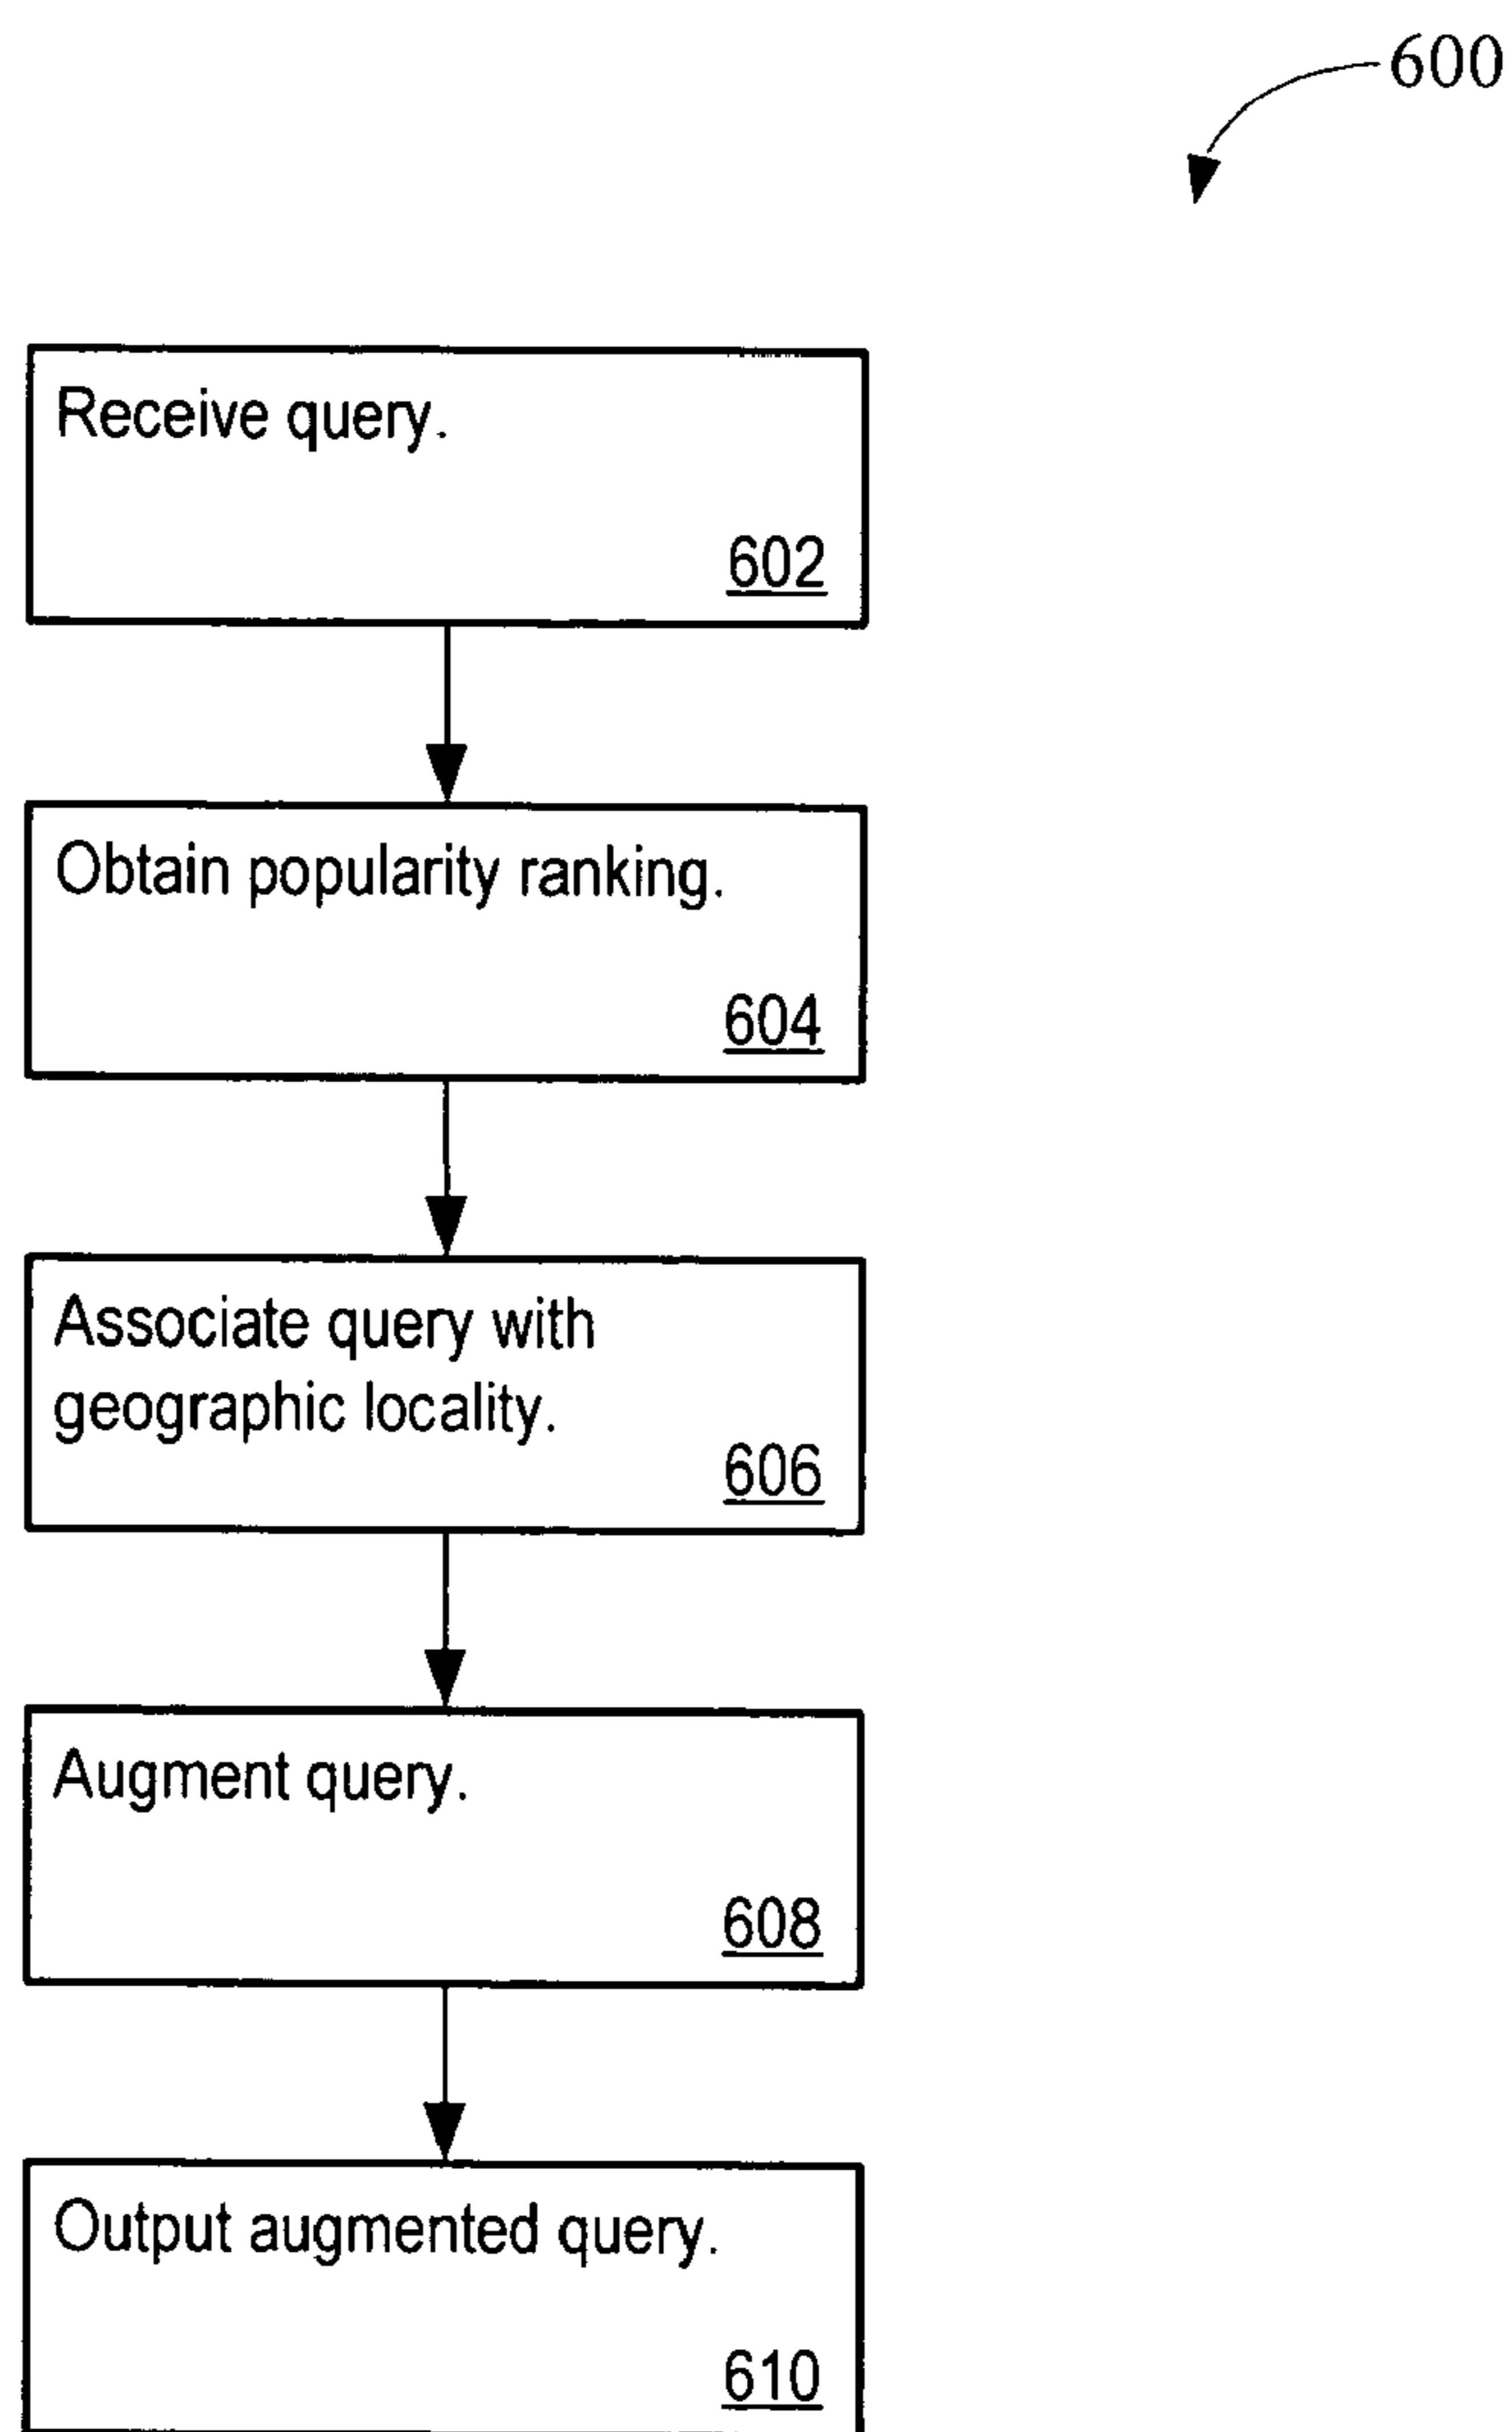 600
Receive query.
602
Obtain popularity ranking.
604
Associate query with
geographic locality.
606
Augment query.
608
Output augmented query.
610